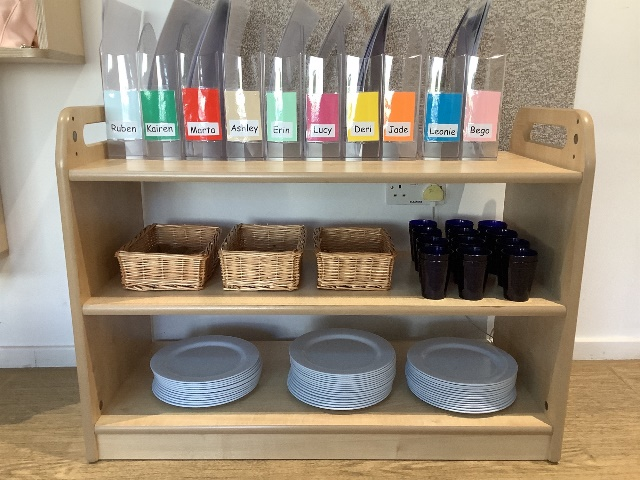 Ruben
Kairen
Marta
Ashley
Erin
Lucy
Deri
Jade
Leonie
Bego